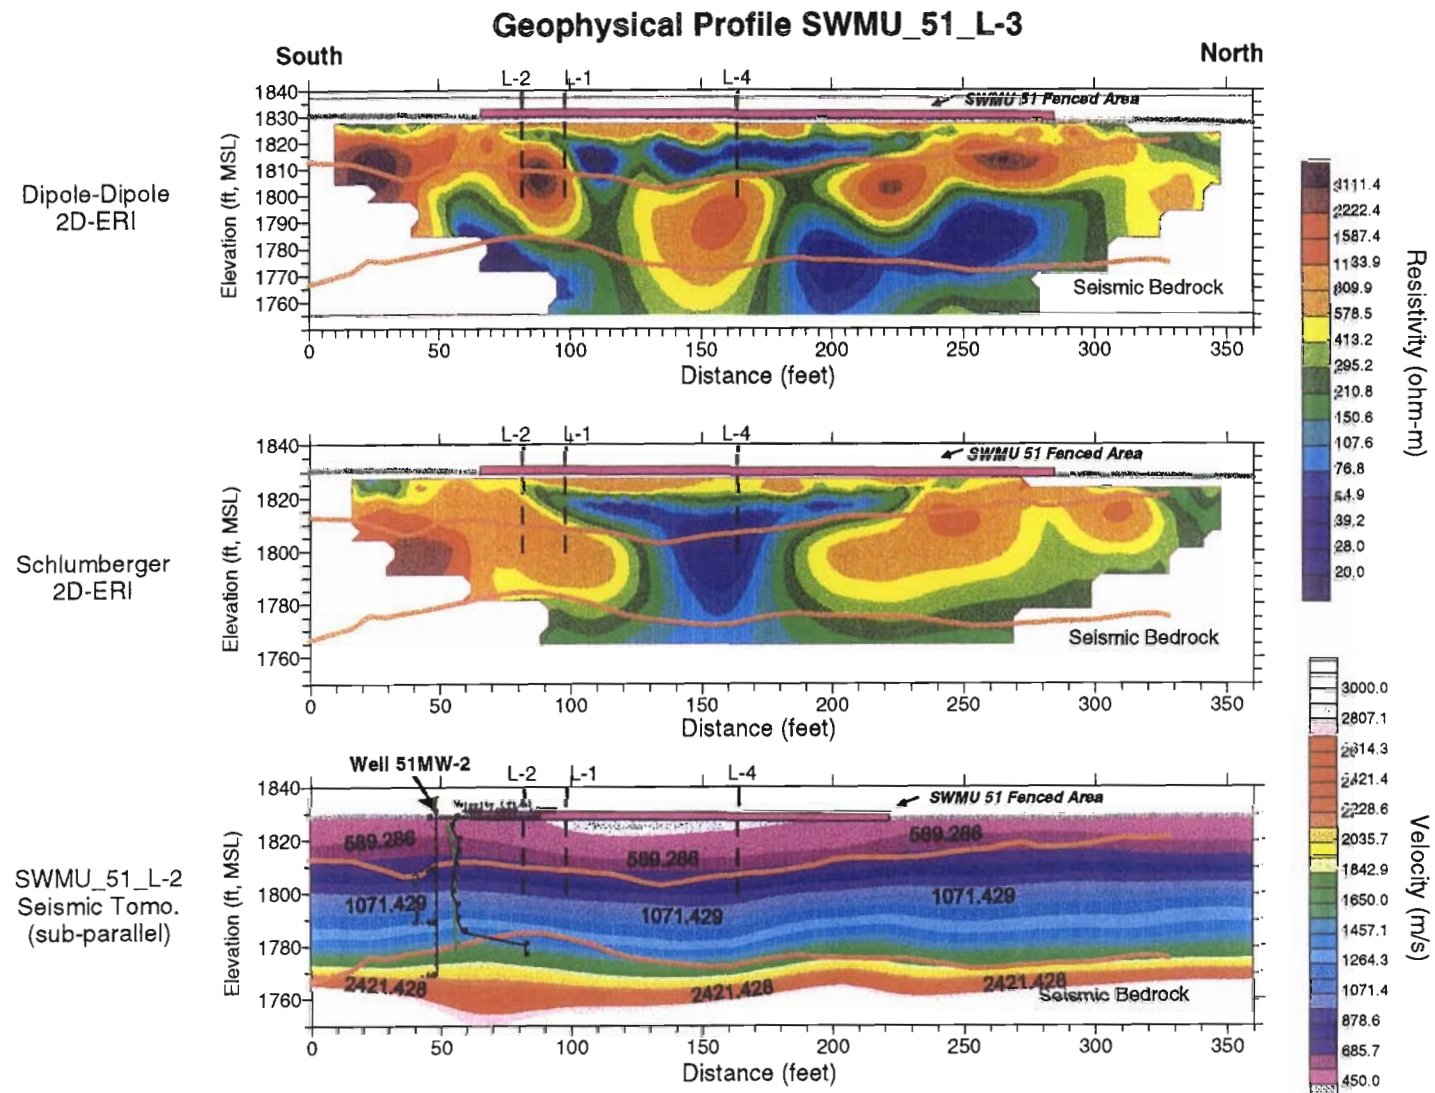 Geophysical Profile SWMU_51_L-3
South
North
L-2
L-1
L-4
SWMU 51 Fenced Area
1840
1830
1820
1810
1800
1790
1780
1770
1760
Elevation (ft, MSL)
Dipole-Dipole
2D-ERI
Seismic Bedrock
0
50
100
150
200
250
300
350
Distance (feet)
L-2
L-1
L-4
SWMU 51 Fenced Area
1840
1820
1800
1780
1760
Elevation (ft, MSL)
Schlumberger
2D-ERI
Seismic Bedrock
0
50
100
150
200
250
300
350
Distance (feet)
Well 51MW-2
L-2
L-1
L-4
SWMU 51 Fenced Area
1840
1820
1800
1780
1760
Elevation (ft, MSL)
SWMU_51_L-2
Seismic Tomo.
(sub-parallel)
589.286
589.286
589.286
1071.429
1071.429
1071.429
2421.428
2421.428
2421.428
Seismic Bedrock
0
50
100
150
200
250
300
350
Distance (feet)
3111.4
2222.4
1587.4
1133.9
809.9
578.5
413.2
295.2
210.8
150.6
107.6
76.8
54.9
39.2
28.0
20.0
Resistivity (ohm-m)
3000.0
2807.1
2614.3
2421.4
2228.6
2035.7
1842.9
1650.0
1457.1
1264.3
1071.4
878.6
685.7
450.0
Velocity (m/s)